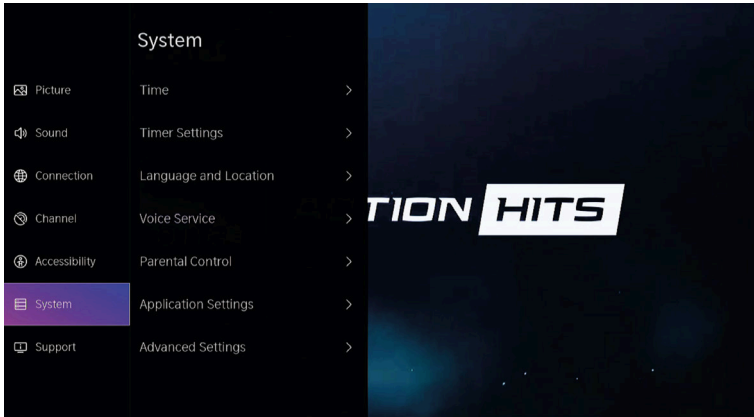 System
Picture
Time
Sound
Timer Settings
Connection
Language and Location
Channel
Voice Service
Accessibility
Parental Control
System
Application Settings
Support
Advanced Settings
TION HITS